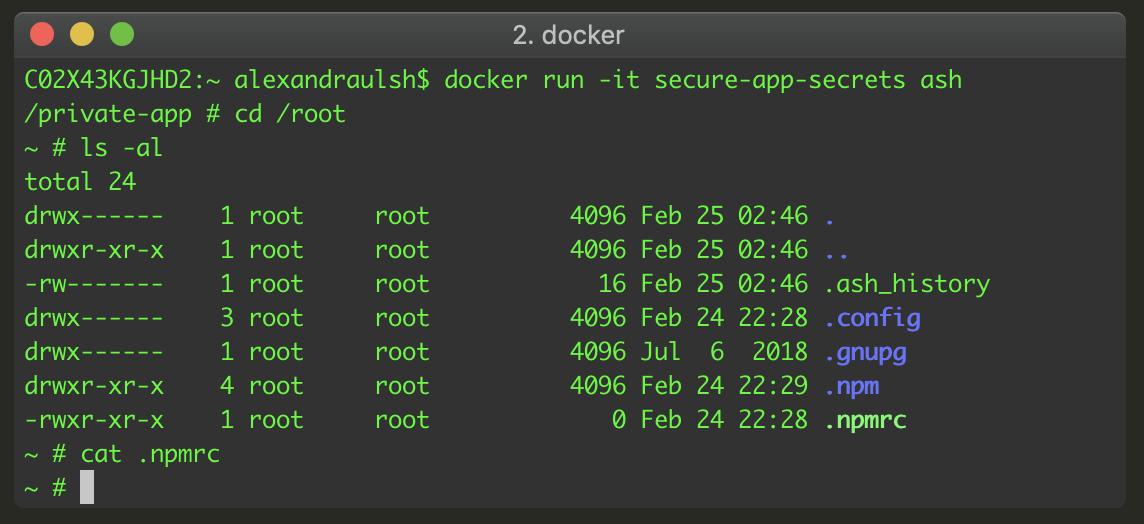 2. docker
C02X43KGJHD2:~ alexandraulsh$ docker run -it secure-app-secrets ash
/private-app # cd /root
~ # ls -al
total 24
drwx------    1 root     root          4096 Feb 25 02:46 .
drwxr-xr-x    1 root     root          4096 Feb 25 02:46 ..
-rw-------    1 root     root            16 Feb 25 02:46 .ash_history
drwx------    3 root     root          4096 Feb 24 22:28 .config
drwx------    1 root     root          4096 Jul  6  2018 .gnupg
drwxr-xr-x    4 root     root          4096 Feb 24 22:29 .npm
-rwxr-xr-x    1 root     root             0 Feb 24 22:28 .npmrc
~ # cat .npmrc
~ #